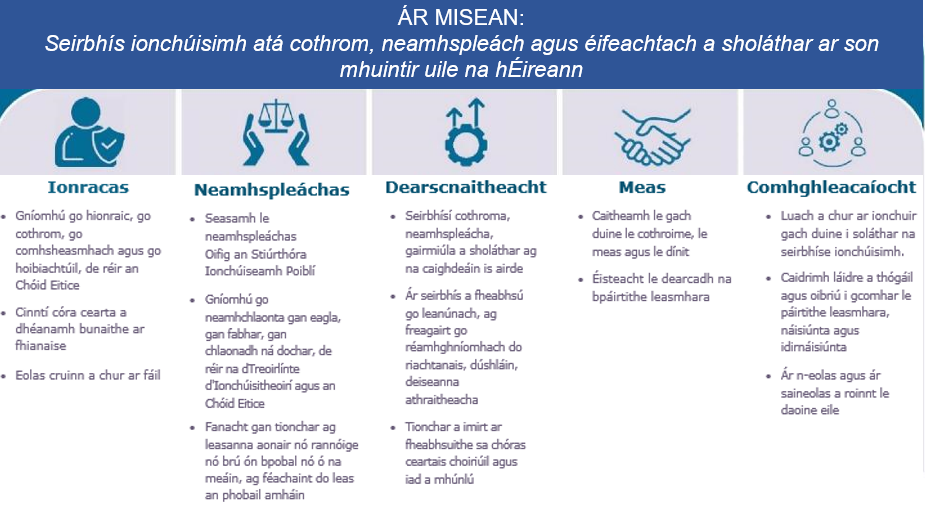 ÁR MISEAN:
Seirbhís ionchúisimh atá cothrom, neamhspleách agus éifeachtach a sholáthar ar son
mhuintir uile na hÉireann
Ionracas
• Gníomhú go hionraic, go
cothrom, go
comhsheasmhach agus go
hoibiachtúil, de réir an
Chóid Eitice
• Cinntí córa cearta a
dhéanamh bunaithe ar
fhianaise
• Eolas cruinn a chur ar fáil
Neamhspleáchas
• Seasamh le
neamhspleáchas
Oifig an Stiúrthóra
Ionchúiseamh Poiblí
• Gníomhú go
neamhchlaonta gan eagla,
gan fabhar, gan
chlaonadh ná dochar, de
réir na dTreoirlínte
d'Ionchúisitheoirí agus an
Chóid Eitice
• Fanacht gan tionchar ag
leasanna aonair nó rannóige
nó brú ón bpobal nó ó na
meáin, ag féachaint do leas
an phobail amháin
Dearscnaitheacht
• Seirbhísí cothroma,
neamhspleácha,
gairmiúla a sholáthar ag
na caighdeáin is airde
• Ár seirbhís a fheabhsú
go leanúnach, ag
freagairt go
réamhghníomhach do
riachtanais, dúshláin,
deiseanna
athraitheacha
• Tionchar a imirt ar
fheabhsuithe sa chóras
ceartais choiriúil agus
iad a mhúnlú
Meas
• Caitheamh le gach
duine le cothroime, le
meas agus le dínit
• Éisteacht le dearcadh na
bpáirtithe leasmhara
Comhghleacaíocht
• Luach a chur ar ionchuir
gach duine i soláthar na
seirbhíse ionchúisimh.
• Caidrimh láidre a thógáil
agus oibriú i gcomhar le
páirtithe leasmhara,
náisiúnta agus
idirnáisiúnta
• Ár n-eolas agus ár
saineolas a roinnt le
daoine eile